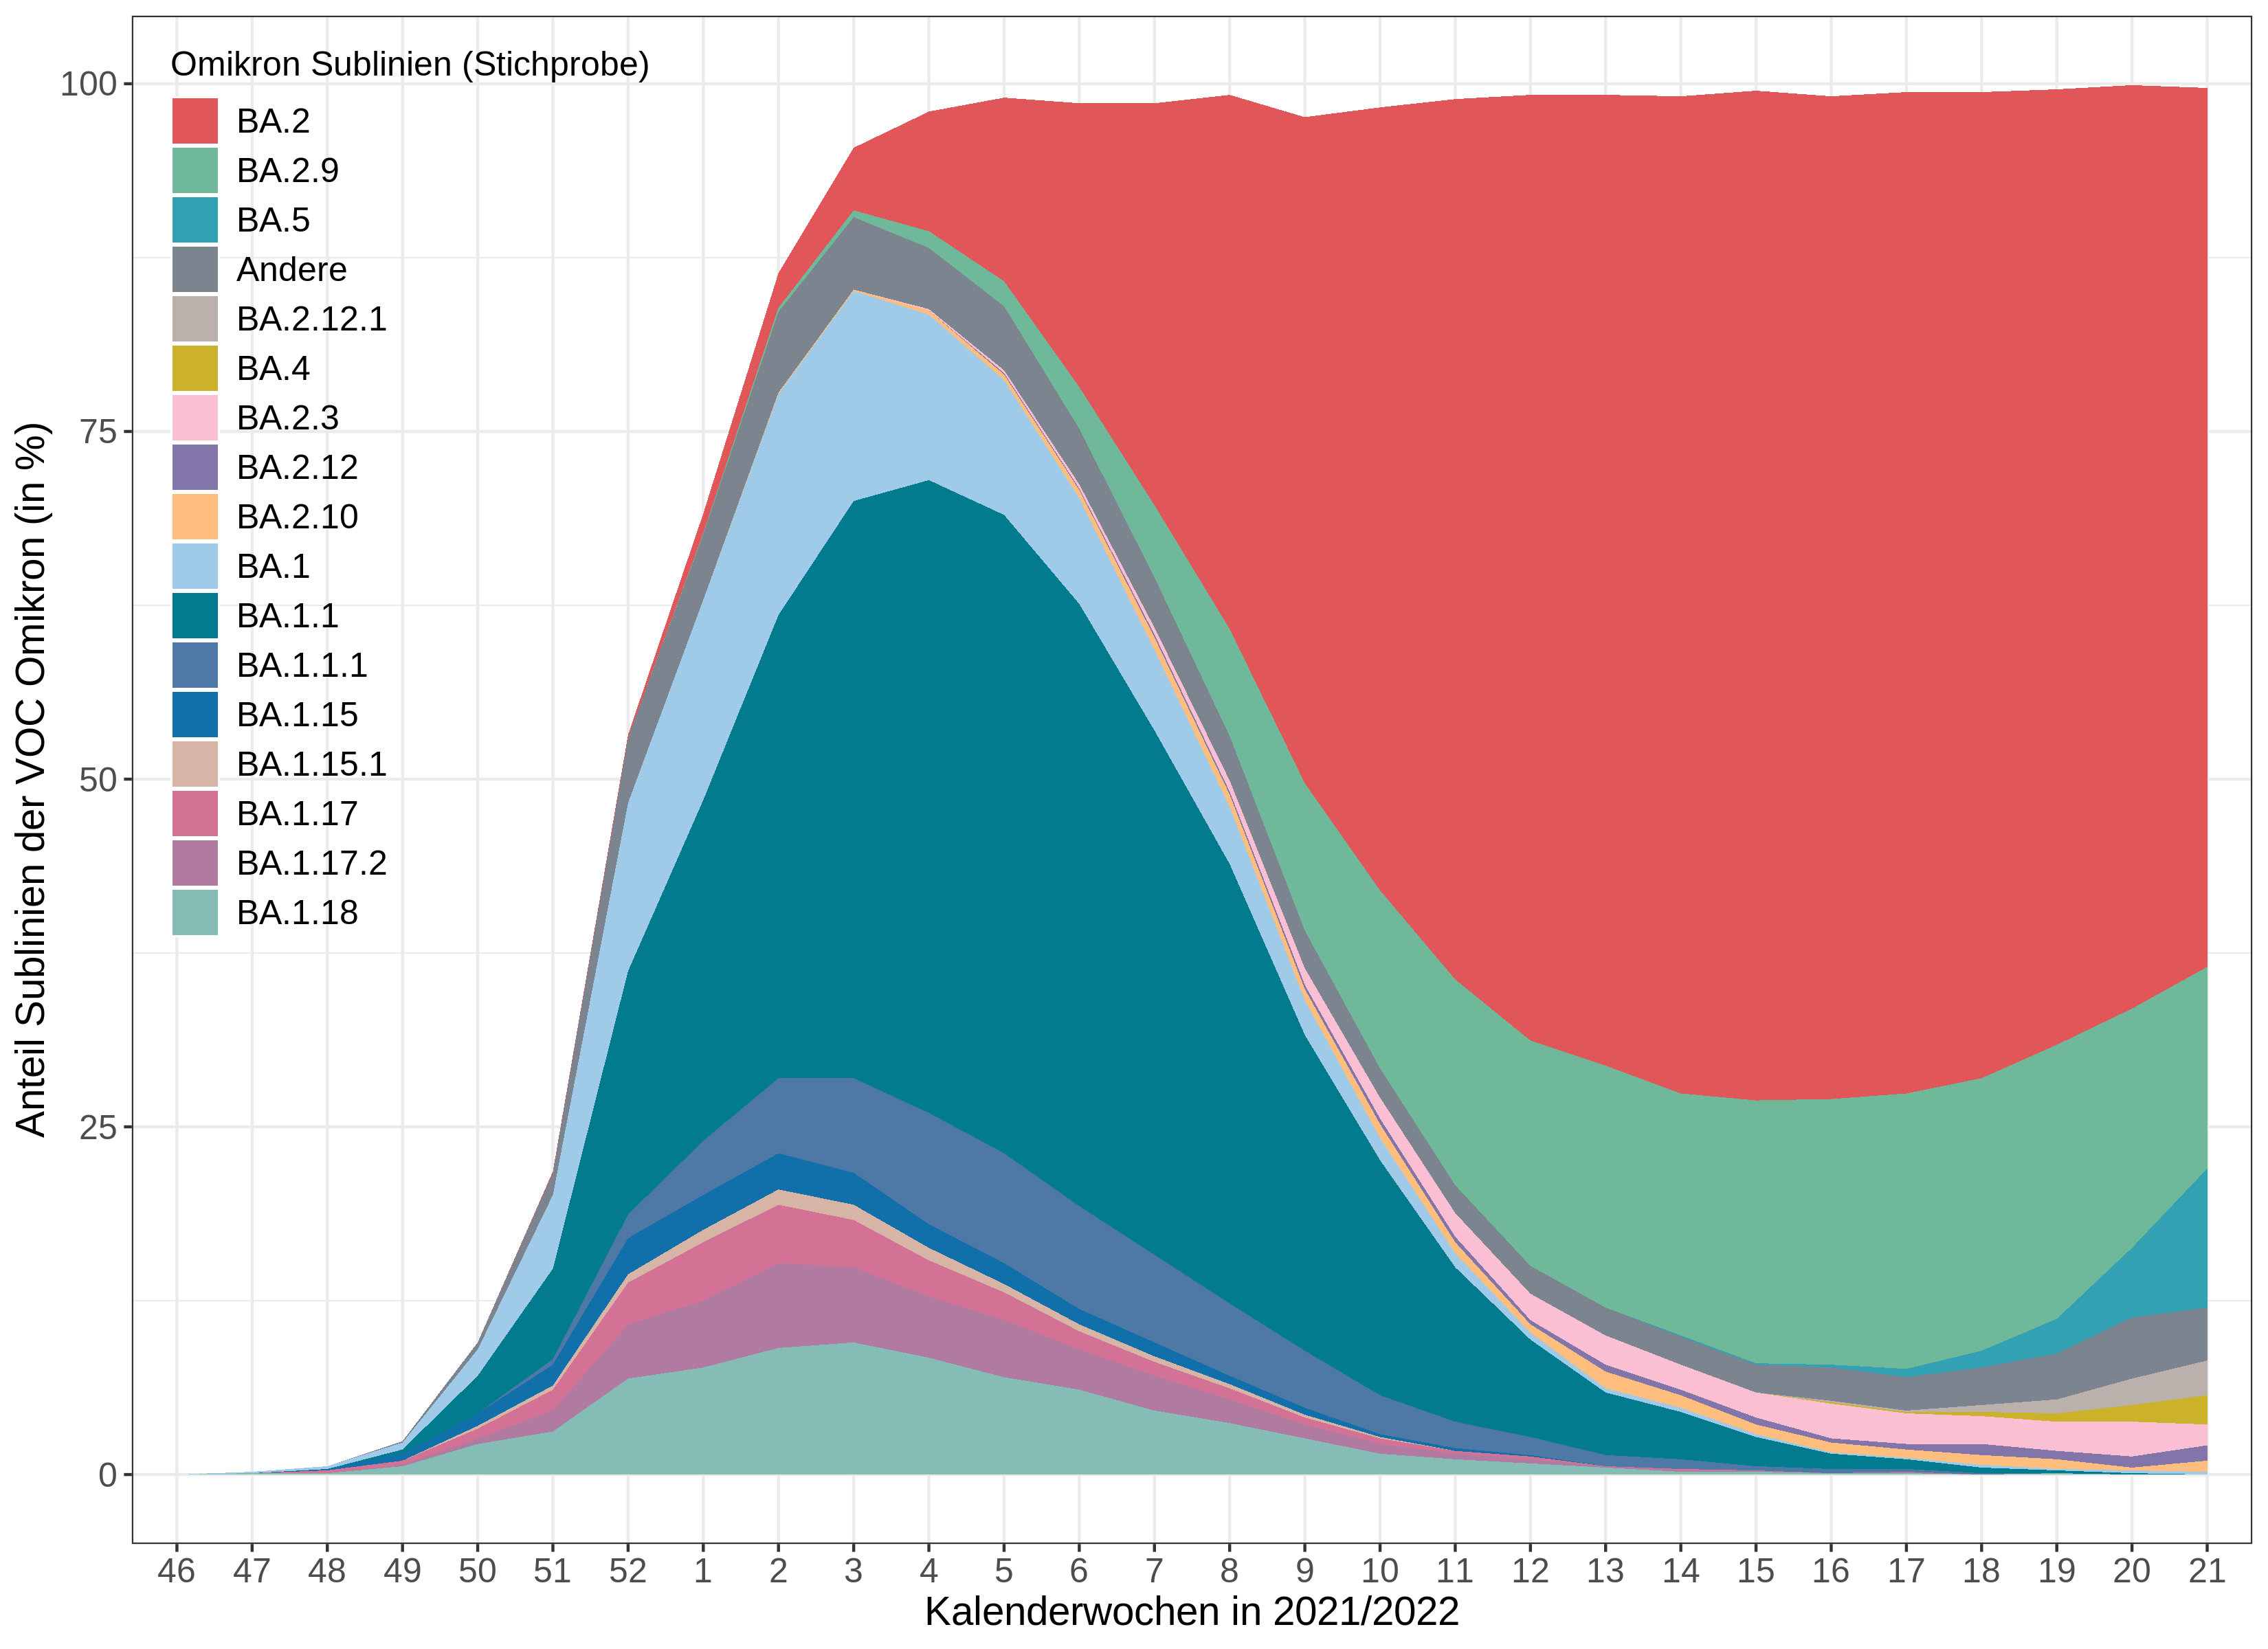 Omikron Sublinien (Stichprobe)
BA.2
BA.2.9
BA.5
Andere
BA.2.12.1
BA.4
BA.2.3
BA.2.12
BA.2.10
BA.1
BA.1.1
BA.1.1.1
BA.1.15
BA.1.15.1
BA.1.17
BA.1.17.2
BA.1.18
Anteil Sublinien der VOC Omikron (in %)
100
75
50
25
0
46 47 48 49 50 51 52 1 2 3 4 5 6 7 8 9 10 11 12 13 14 15 16 17 18 19 20 21
Kalenderwochen in 2021/2022